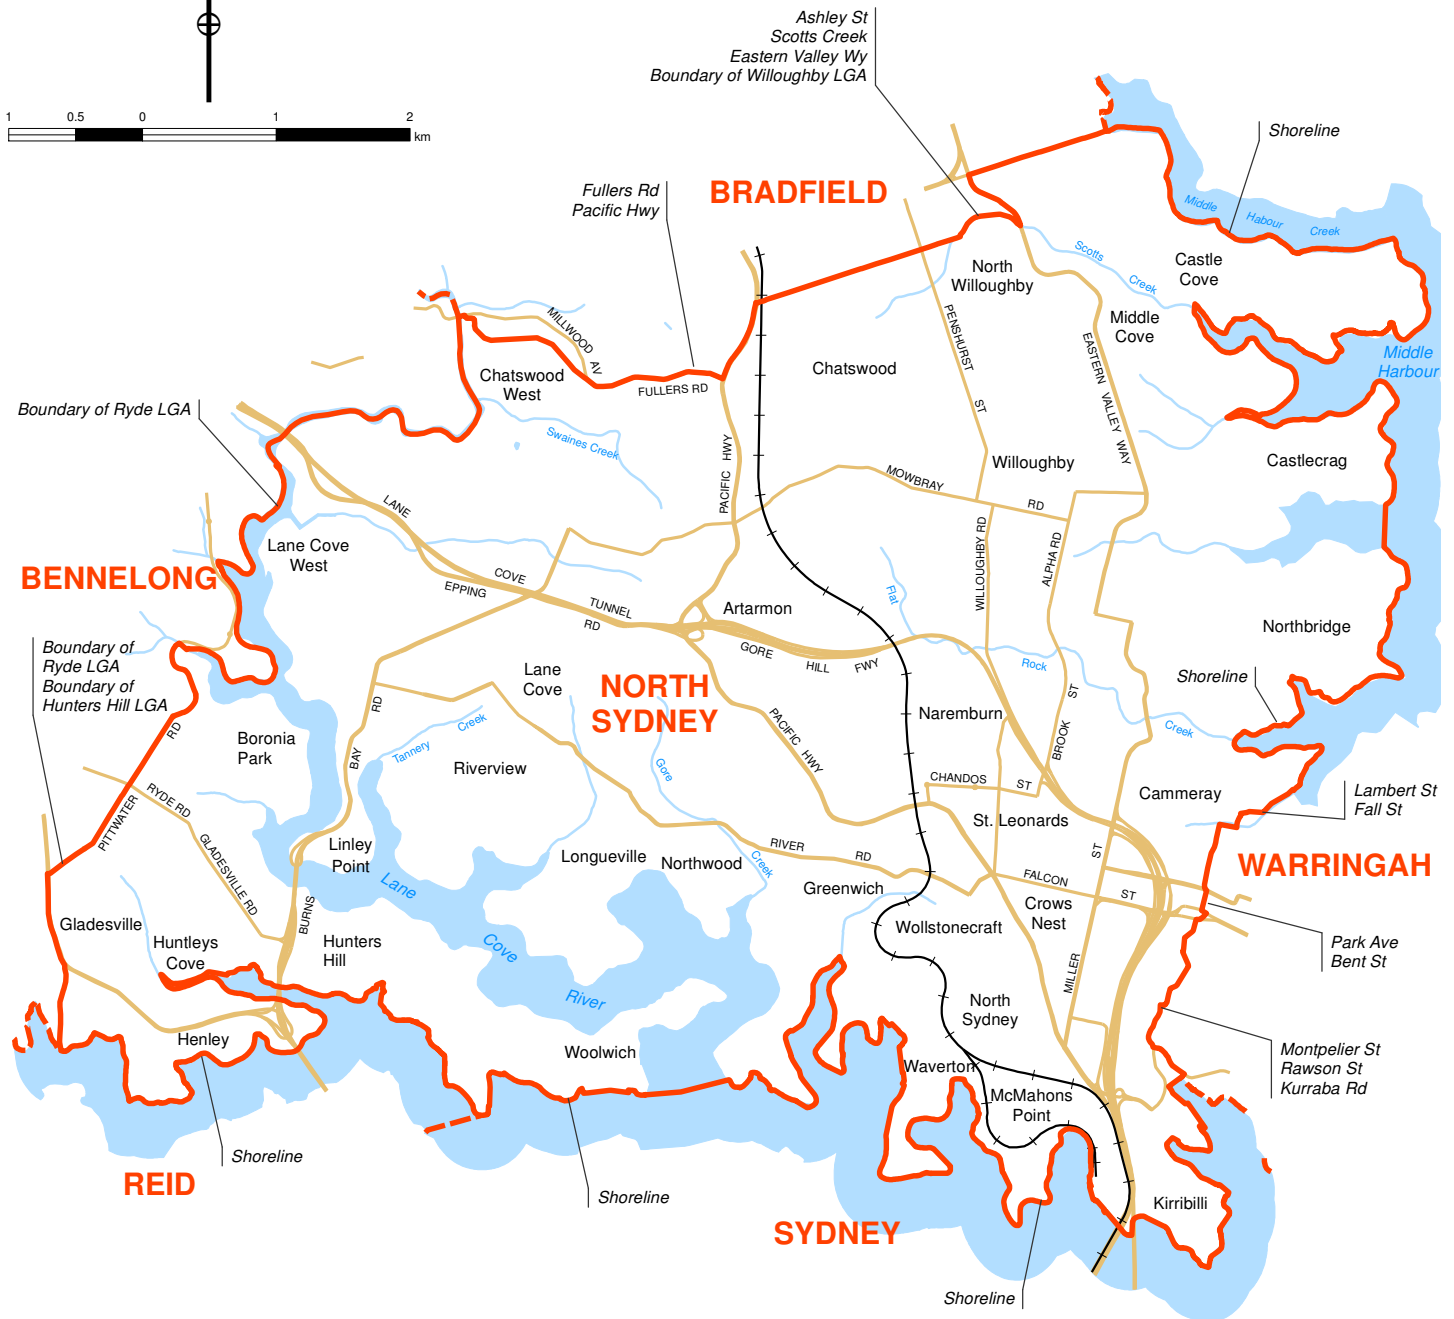 Ashley St
Scotts Creek
Eastern Valley Wy
Boundary of Willoughby LGA
1 0.5 0 1 2
km
Shoreline
Fullers Rd
Pacific Hwy
BRADFIELD
Middle Habour Creek
Scotts Creek
Castle
Cove
North
Willoughby
Middle
Cove
MILLWOOD AV
PENSHURST ST
EASTERN VALLEY WAY
Middle
Harbour
Chatswood
Chatswood
West
FULLERS RD
Boundary of Ryde LGA
Swaines Creek
PACIFIC HWY
Willoughby
Castlecrag
MOWBRAY RD
LANE COVE TUNNEL
EPPING RD
WILLOUGHBY RD
ALPHA RD
Lane Cove
West
BENNELONG
Artarmon
Flat Rock Creek
Northbridge
GORE HILL FWY
Boundary of
Ryde LGA
Boundary of
Hunters Hill LGA
Lane
Cove
NORTH
SYDNEY
Shoreline
Naremburn
BROOK ST
PACIFIC HWY
Tannery Creek
BAY RD
PITTWATER RD
Boronia
Park
Riverview
Gore Creek
CHANDOS ST
Cammeray
Lambert St
Fall St
RYDE RD
GLADESVILLE RD
St. Leonards
Linley
Point
Longueville
Northwood
RIVER RD
WARRINGAH
Greenwich
FALCON ST
Lane Cove River
Crows
Nest
Gladesville
BURNS
Wollstonecraft
Huntleys
Cove
Hunters
Hill
MILLER ST
Park Ave
Bent St
North
Sydney
Henley
Woolwich
Waverton
McMahons
Point
Montpelier St
Rawson St
Kurraba Rd
Shoreline
REID
Shoreline
Kirribilli
SYDNEY
Shoreline